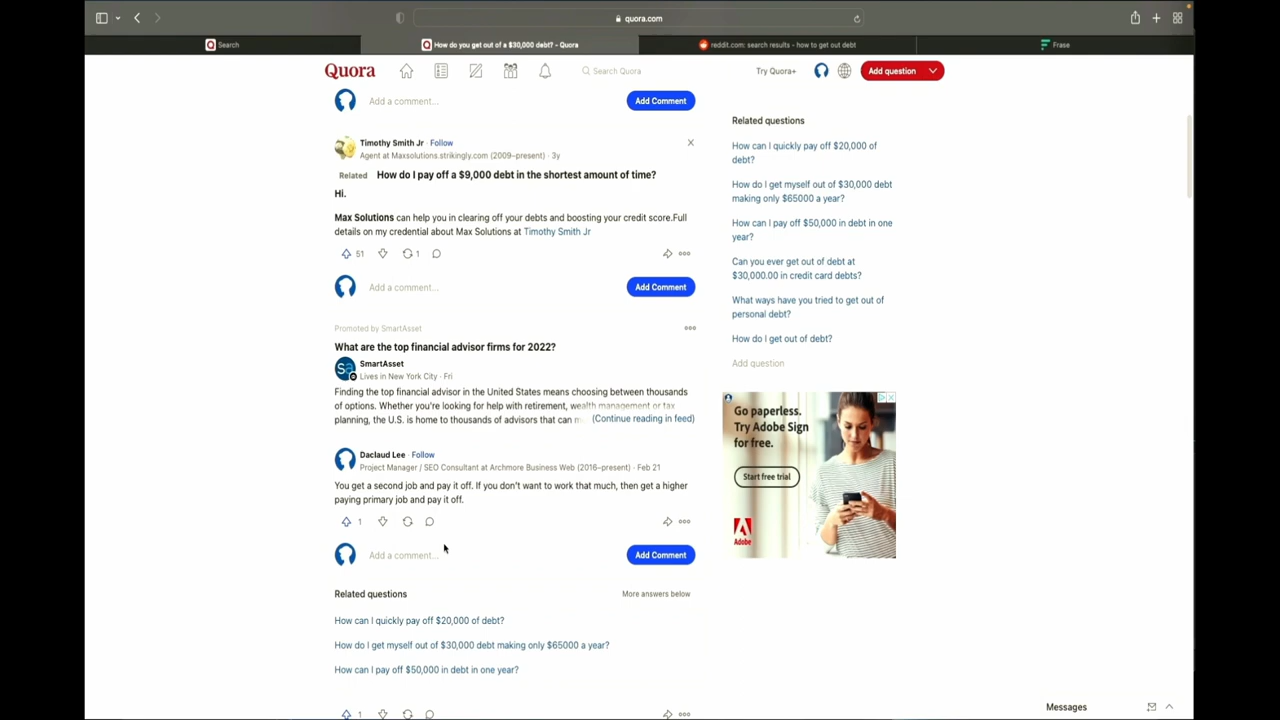 quora.com
Search
How do you get out of a $30,000 debt? - Quora
reddit.com: search results - how to get out debt
Frase
Quora
Search Quora
Try Quora+
Add question
Add a comment...
Add Comment
Related questions
How can I quickly pay off $20,000 of
debt?
How do I get myself out of $30,000 debt
making only $65000 a year?
How can I pay off $50,000 in debt in one
year?
Can you ever get out of debt at
$30,000.00 in credit card debts?
What ways have you tried to get out of
personal debt?
How do I get out of debt?
Add question
Timothy Smith Jr · Follow
Agent at Maxsolutions.strikingly.com (2009–present) · 3y
Related How do I pay off a $9,000 debt in the shortest amount of time?
Hi.
Max Solutions can help you in clearing off your debts and boosting your credit score.Full
details on my credential about Max Solutions at Timothy Smith Jr
51
1
Add a comment...
Add Comment
Promoted by SmartAsset
What are the top financial advisor firms for 2022?
Sa
SmartAsset
Lives in New York City · Fri
Finding the top financial advisor in the United States means choosing between thousands
of options. Whether you're looking for help with retirement, wealth management or tax
planning, the U.S. is home to thousands of advisors that can m
(Continue reading in feed)
Go paperless.
Try Adobe Sign
for free.
Start free trial
Adobe
Daclaud Lee · Follow
Project Manager / SEO Consultant at Archmore Business Web (2016–present) · Feb 21
You get a second job and pay it off. If you don't want to work that much, then get a higher
paying primary job and pay it off.
1
Add a comment...
Add Comment
Related questions
More answers below
How can I quickly pay off $20,000 of debt?
How do I get myself out of $30,000 debt making only $65000 a year?
How can I pay off $50,000 in debt in one year?
1
Messages